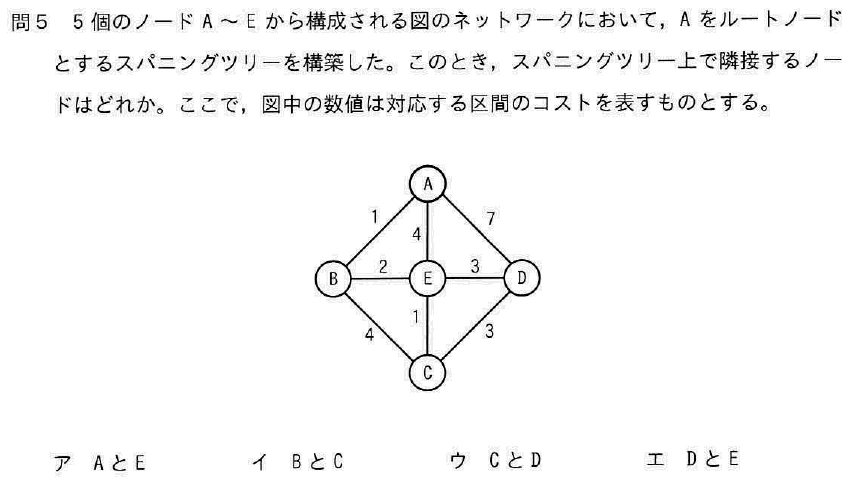 問5 5個のノードA~Eから構成される図のネットワークにおいて，Aをルートノード
とするスパニングツリーを構築した。このとき，スパニングツリー上で隣接するノー
ドはどれか。ここで，図中の数値は対応する区間のコストを表すものとする。
A
1
7
4
B
2
E
3
D
1
4
3
C
ア AとE イ BとC ウ CとD エ DとE